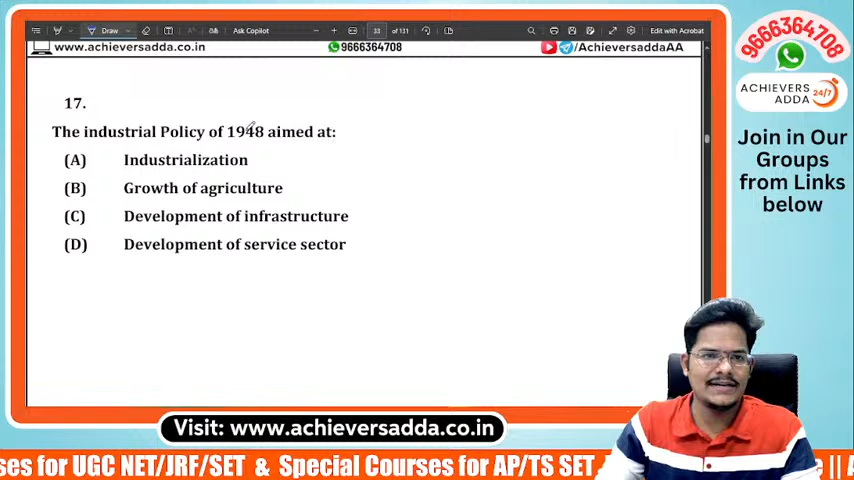 Draw
Ask Copilot
33
of 131
Edit with Acrobat
www.achieversadda.co.in
9666364708
/AchieversaddaAA
17.
The industrial Policy of 1948 aimed at:
(A) Industrialization
(B) Growth of agriculture
(C) Development of infrastructure
(D) Development of service sector
9666364708
ACHIEVERS
ADDA
24/7
Join in Our
Groups
from Links
below
Visit: www.achieversadda.co.in
ses for UGC NET/JRF/SET & Special Courses for AP/TS SET